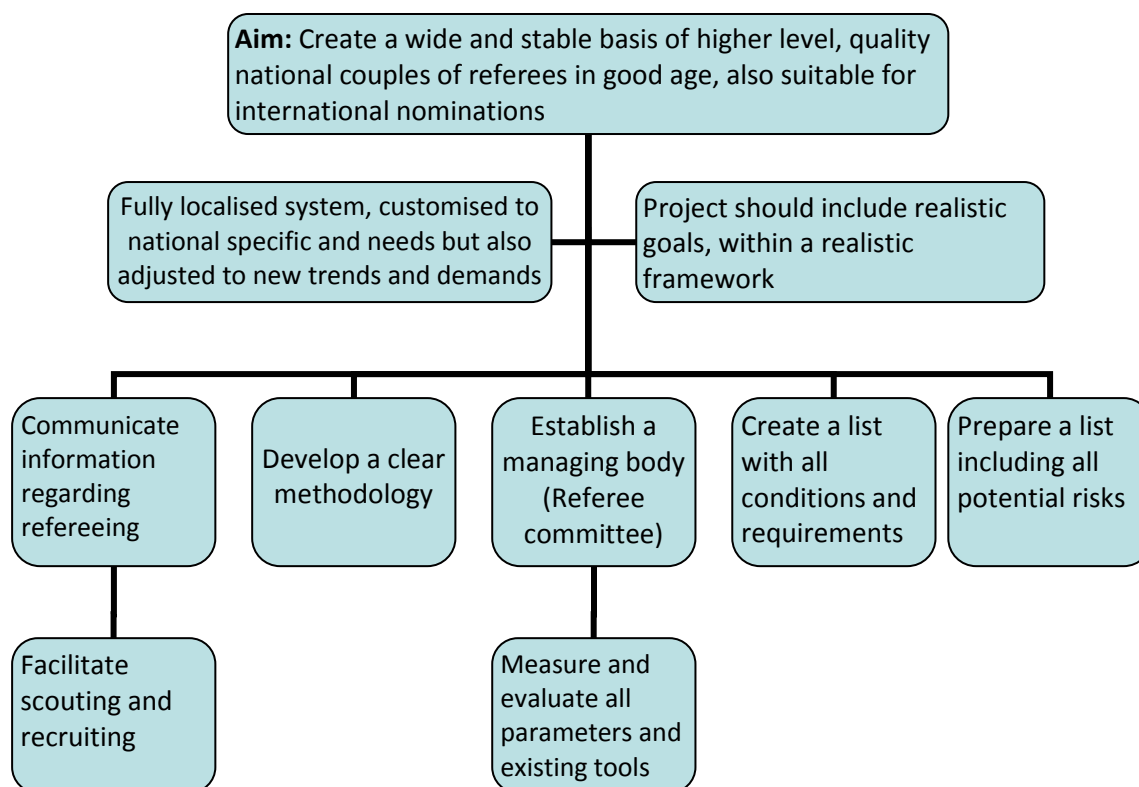 Aim: Create a wide and stable basis of higher level, quality
national couples of referees in good age, also suitable for
international nominations
Fully localised system, customised to
national specific and needs but also
adjusted to new trends and demands
Project should include realistic
goals, within a realistic
framework
Communicate
information
regarding
refereeing
Develop a clear
methodology
Establish a
managing body
(Referee
committee)
Create a list
with all
conditions and
requirements
Prepare a list
including all
potential risks
Facilitate
scouting and
recruiting
Measure and
evaluate all
parameters and
existing tools